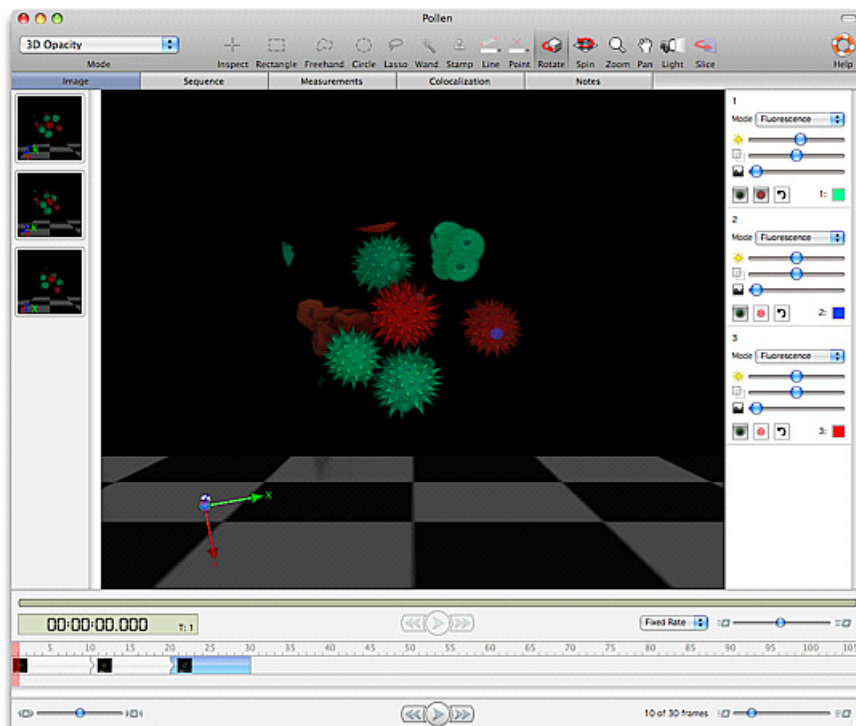 Pollen
3D Opacity
Mode
Inspect Rectangle Freehand Circle Lasso Wand Stamp Line Point Rotate Spin Zoom Pan Light Slice
Help
Image Sequence Measurements Colocalization Notes
1
Mode Fluorescence
1:
2
Mode Fluorescence
2:
3
Mode Fluorescence
3:
X
Y
00:00:00.000 T: 1
Fixed Rate
5 10 15 20 25 30 35 40 45 50 55 60 65 70 75 80 85 90 95 100 105
10 of 30 frames